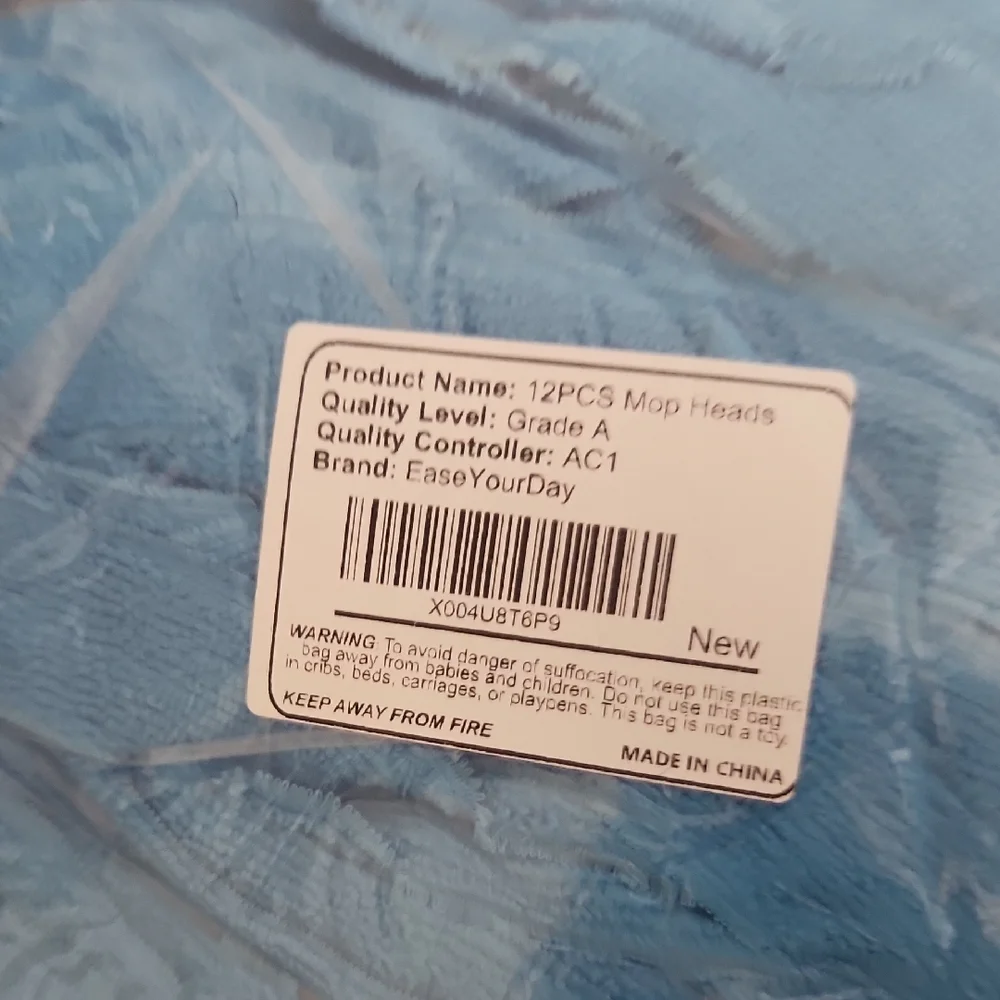 Product Name: 12PCS Mop Heads
Quality Level: Grade A
Quality Controller: AC1
Brand: EaseYourDay
X004U8T6P9
New
WARNING To avoid danger of suffocation, keep this plastic
bag away from babies and children. Do not use this bag
in cribs, beds, carriages, or playpens. This bag is not a toy.
KEEP AWAY FROM FIRE
MADE IN CHINA